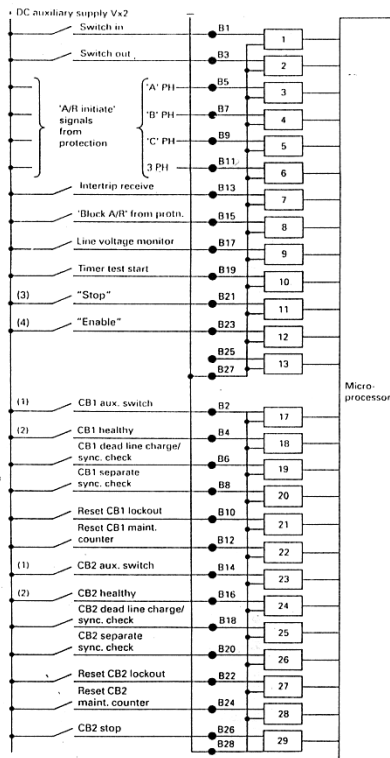 DC auxiliary supply Vx2
Switch in B1 1
Switch out B3 2
'A' PH B5 3
'A/R initiate' signals from protection
'B' PH B7 4
'C' PH B9 5
3 PH B11 6
Intertrip receive B13 7
'Block A/R' from protn. B15 8
Line voltage monitor B17 9
Timer test start B19 10
(3) "Stop" B21 11
(4) "Enable" B23 12
B25 13
B27
Micro-
processor
(1) CB1 aux. switch B2 17
(2) CB1 healthy B4 18
CB1 dead line charge/
sync. check B6 19
CB1 separate
sync. check B8 20
Reset CB1 lockout B10 21
Reset CB1 maint.
counter B12 22
(1) CB2 aux. switch B14 23
(2) CB2 healthy B16 24
CB2 dead line charge/
sync. check B18 25
CB2 separate
sync. check B20 26
Reset CB2 lockout B22 27
Reset CB2
maint. counter B24 28
CB2 stop B26 29
B28